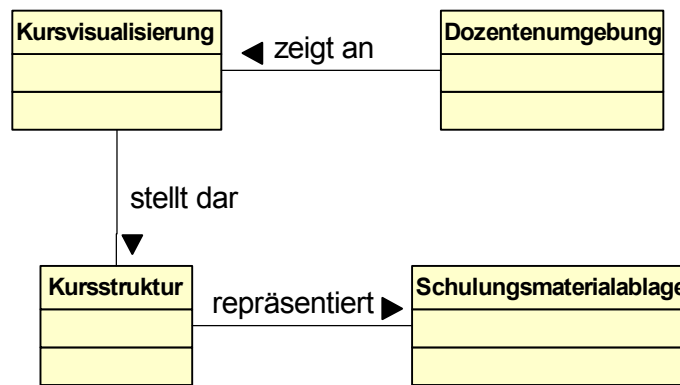 Kursvisualisierung
zeigt an
Dozentenumgebung
stellt dar
Kursstruktur
repräsentiert
Schulungsmaterialablage